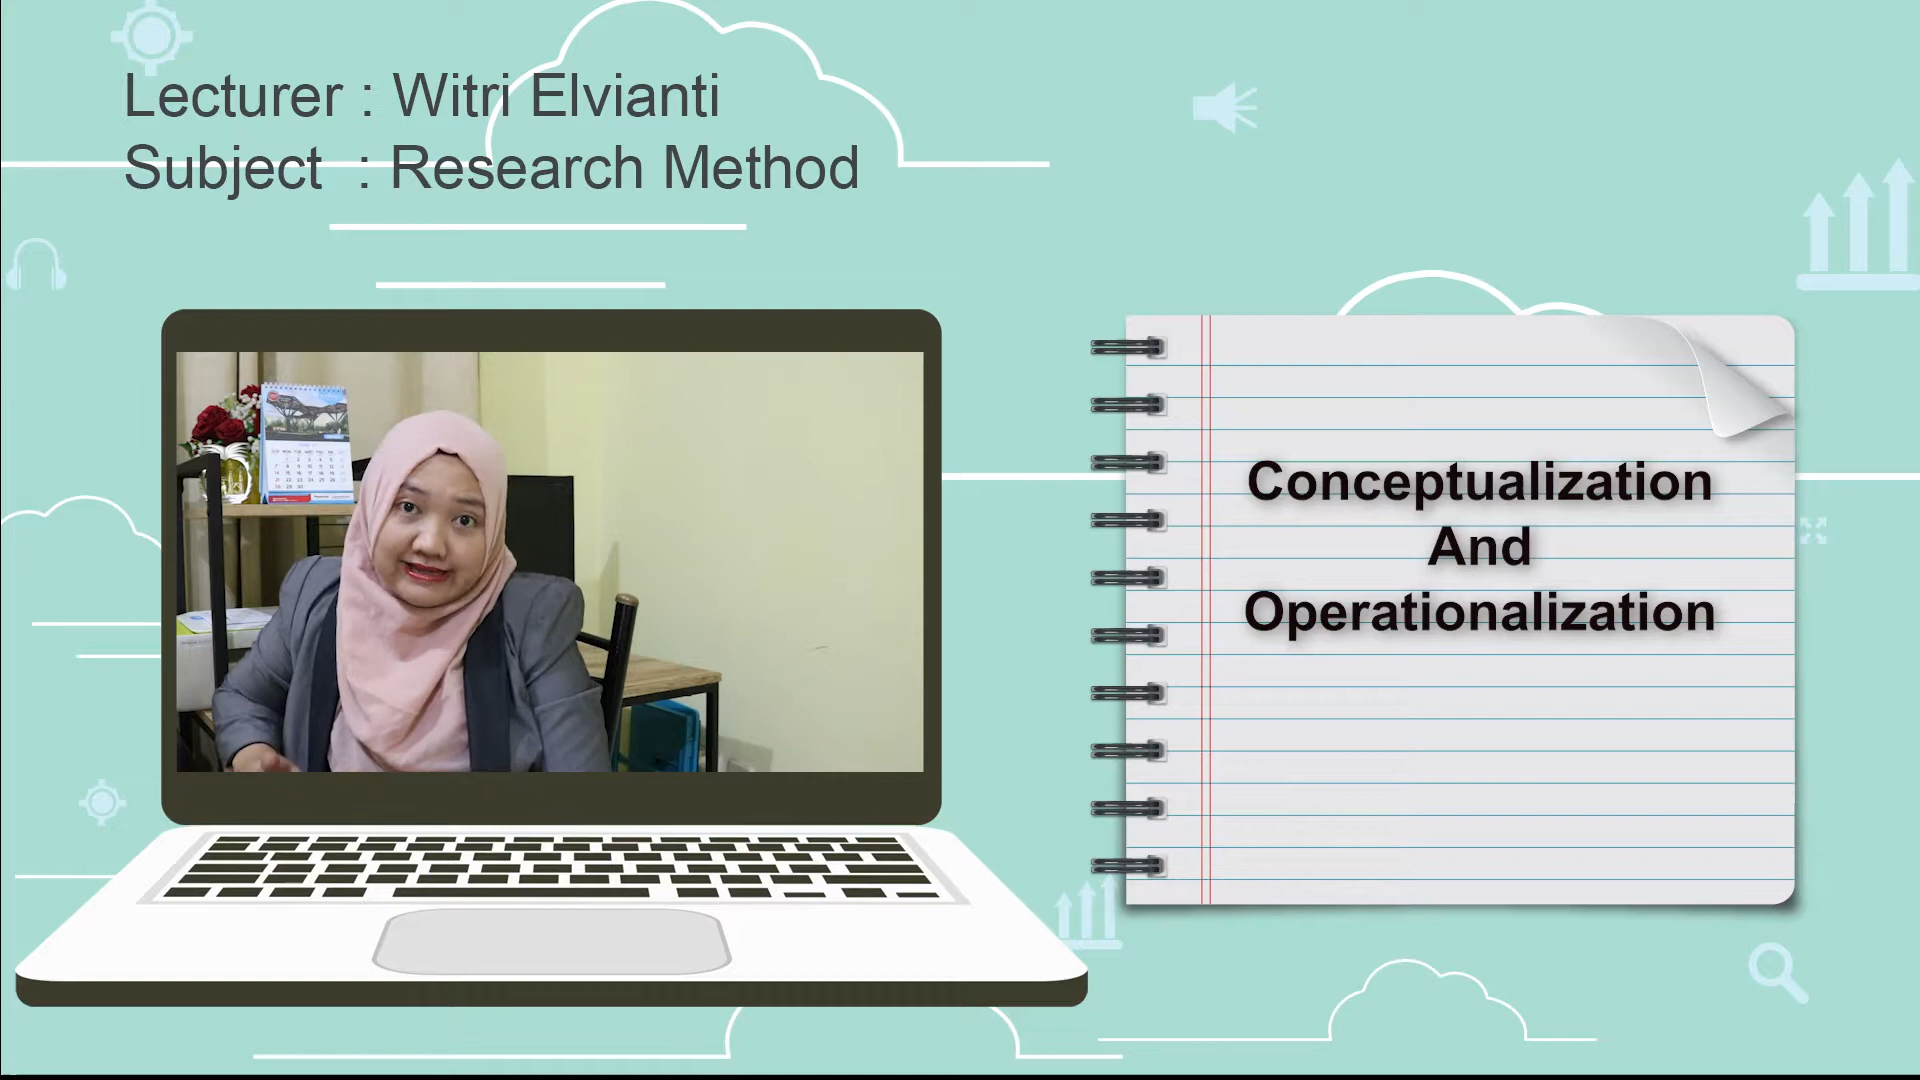 Lecturer : Witri Elvianti
Subject : Research Method
Conceptualization
And
Operationalization